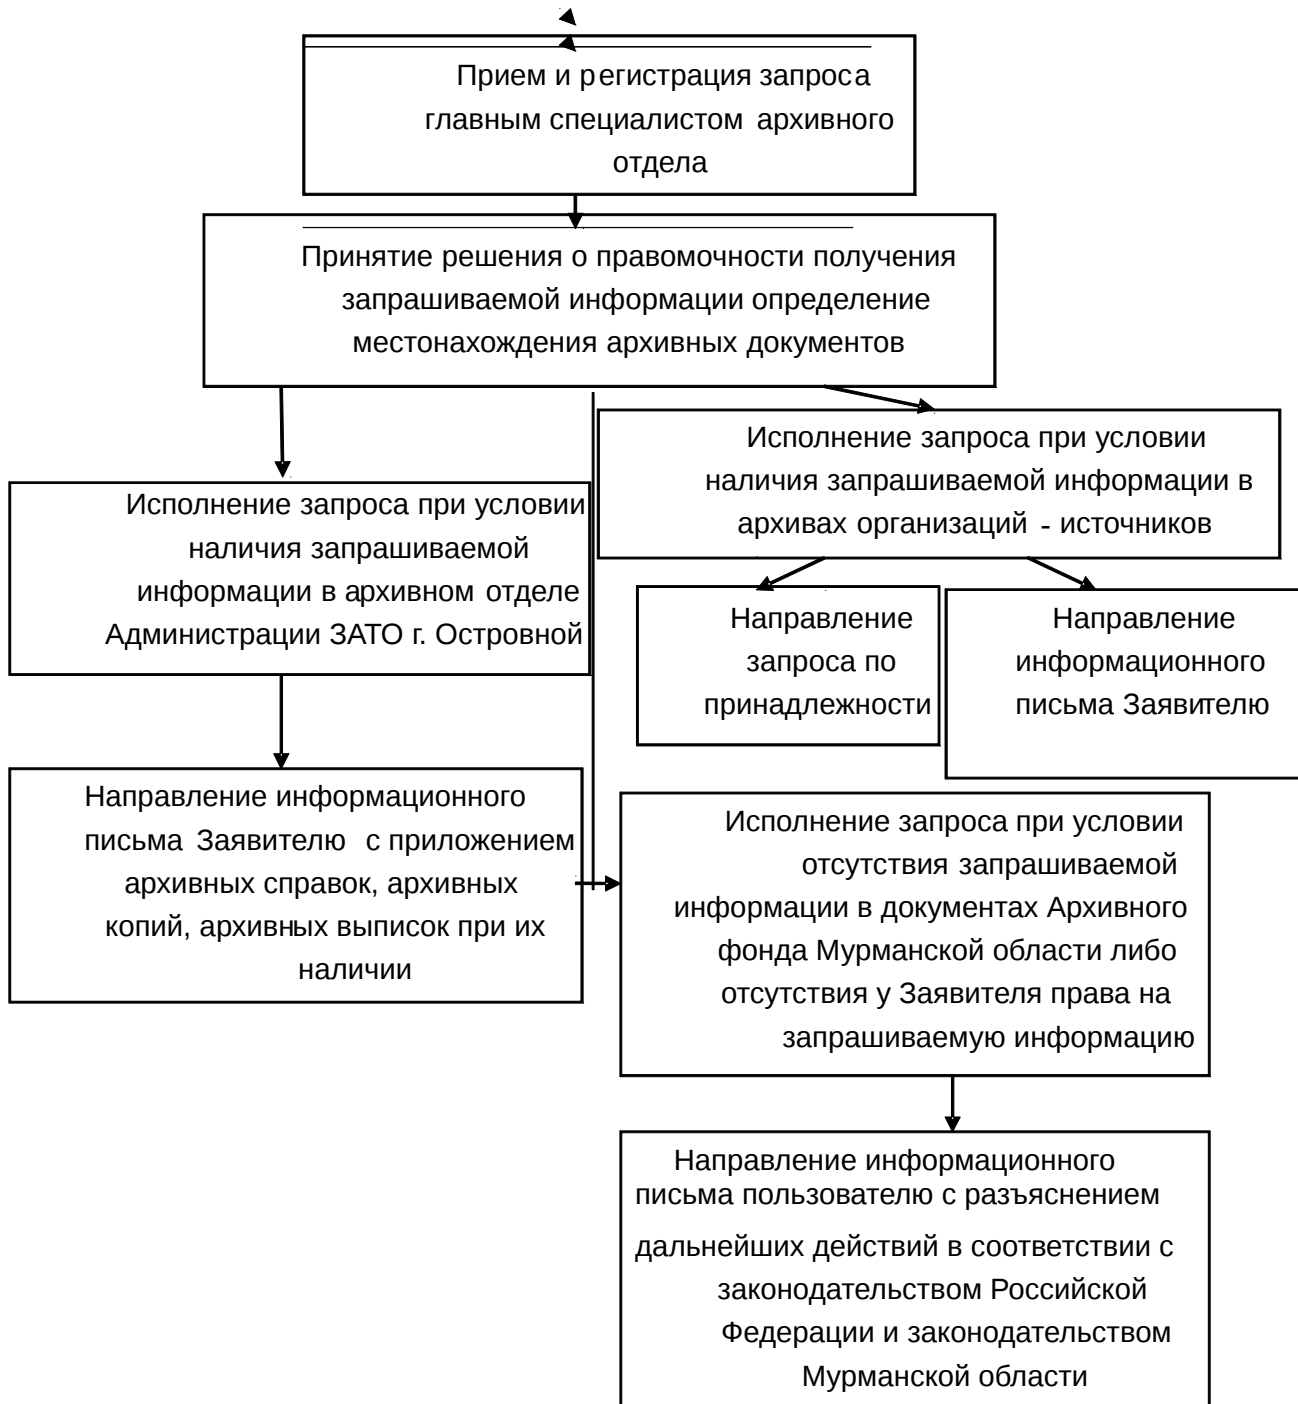 Прием и регистрация запроса
главным специалистом архивного
отдела
Принятие решения о правомочности получения
запрашиваемой информации определение
местонахождения архивных документов
Исполнение запроса при условии
наличия запрашиваемой информации в
архивах организаций - источников
Исполнение запроса при условии
наличия запрашиваемой
информации в архивном отделе
Администрации ЗАТО г. Островной
Направление
запроса по
принадлежности
Направление
информационного
письма Заявителю
Направление информационного
письма Заявителю с приложением
архивных справок, архивных
копий, архивных выписок при их
наличии
Исполнение запроса при условии
отсутствия запрашиваемой
информации в документах Архивного
фонда Мурманской области либо
отсутствия у Заявителя права на
запрашиваемую информацию
Направление информационного
письма пользователю с разъяснением
дальнейших действий в соответствии с
законодательством Российской
Федерации и законодательством
Мурманской области